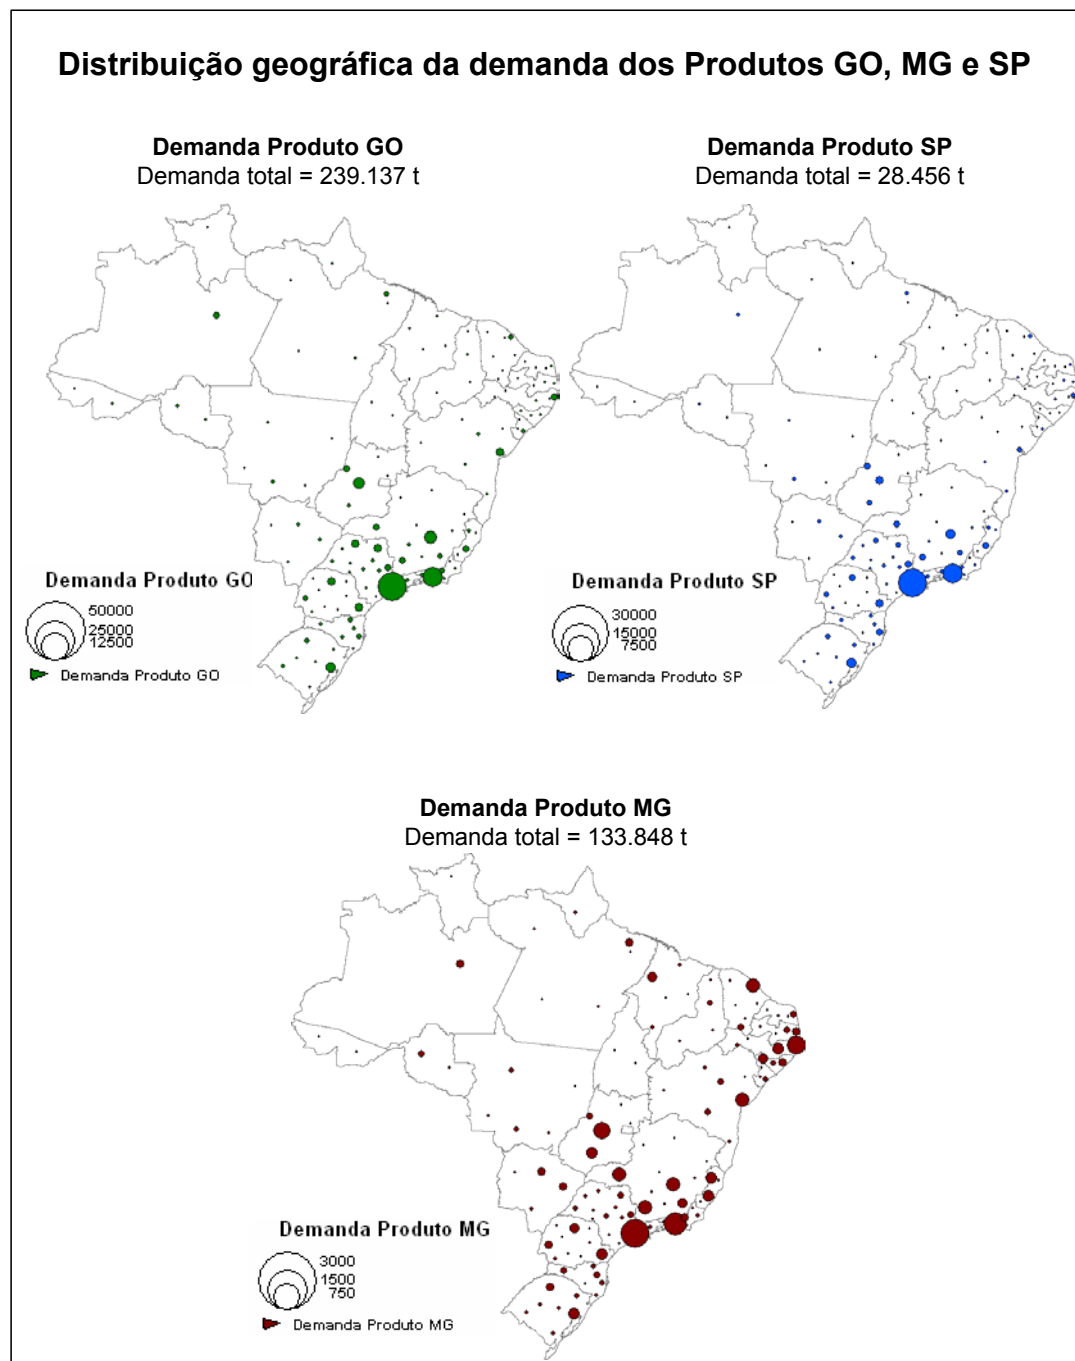 Distribuição geográfica da demanda dos Produtos GO, MG e SP
Demanda Produto GO
Demanda total = 239.137 t
Demanda Produto SP
Demanda total = 28.456 t
Demanda Produto GO
50000
25000
12500
Demanda Produto GO
Demanda Produto SP
30000
15000
7500
Demanda Produto SP
Demanda Produto MG
Demanda total = 133.848 t
Demanda Produto MG
3000
1500
750
Demanda Produto MG